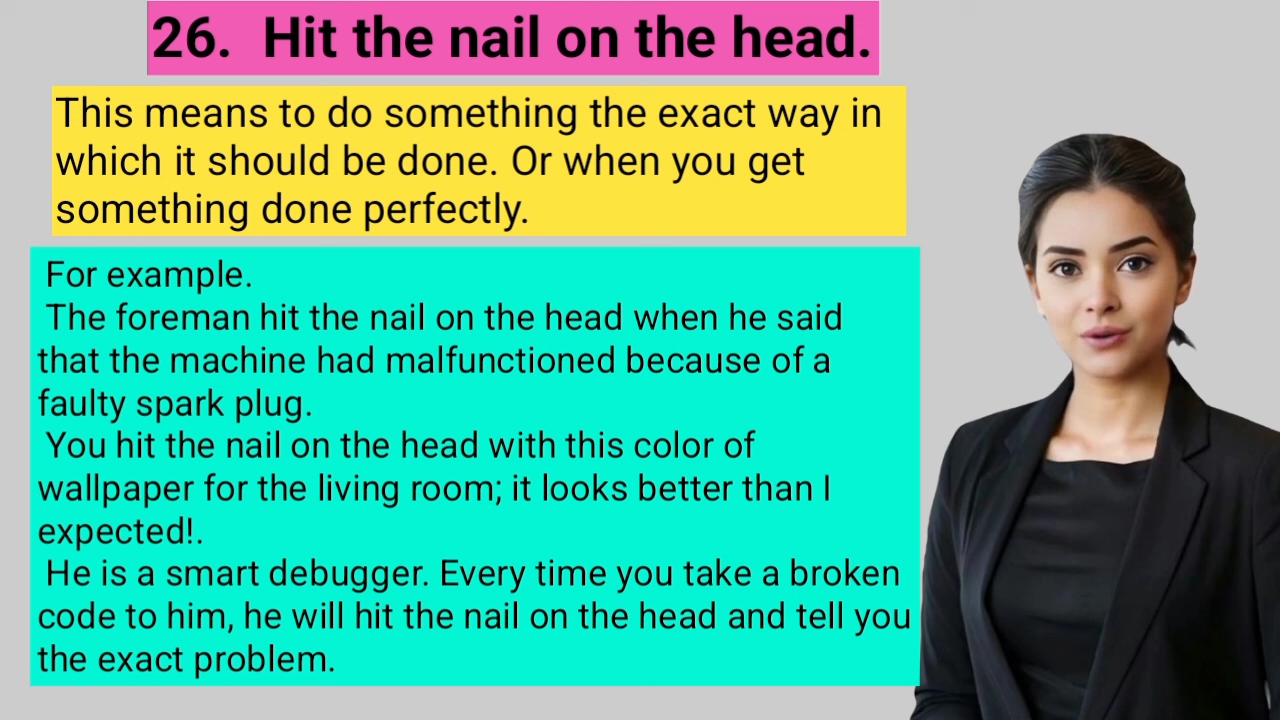 26. Hit the nail on the head.
This means to do something the exact way in
which it should be done. Or when you get
something done perfectly.
For example.
The foreman hit the nail on the head when he said
that the machine had malfunctioned because of a
faulty spark plug.
You hit the nail on the head with this color of
wallpaper for the living room; it looks better than I
expected!.
He is a smart debugger. Every time you take a broken
code to him, he will hit the nail on the head and tell you
the exact problem.